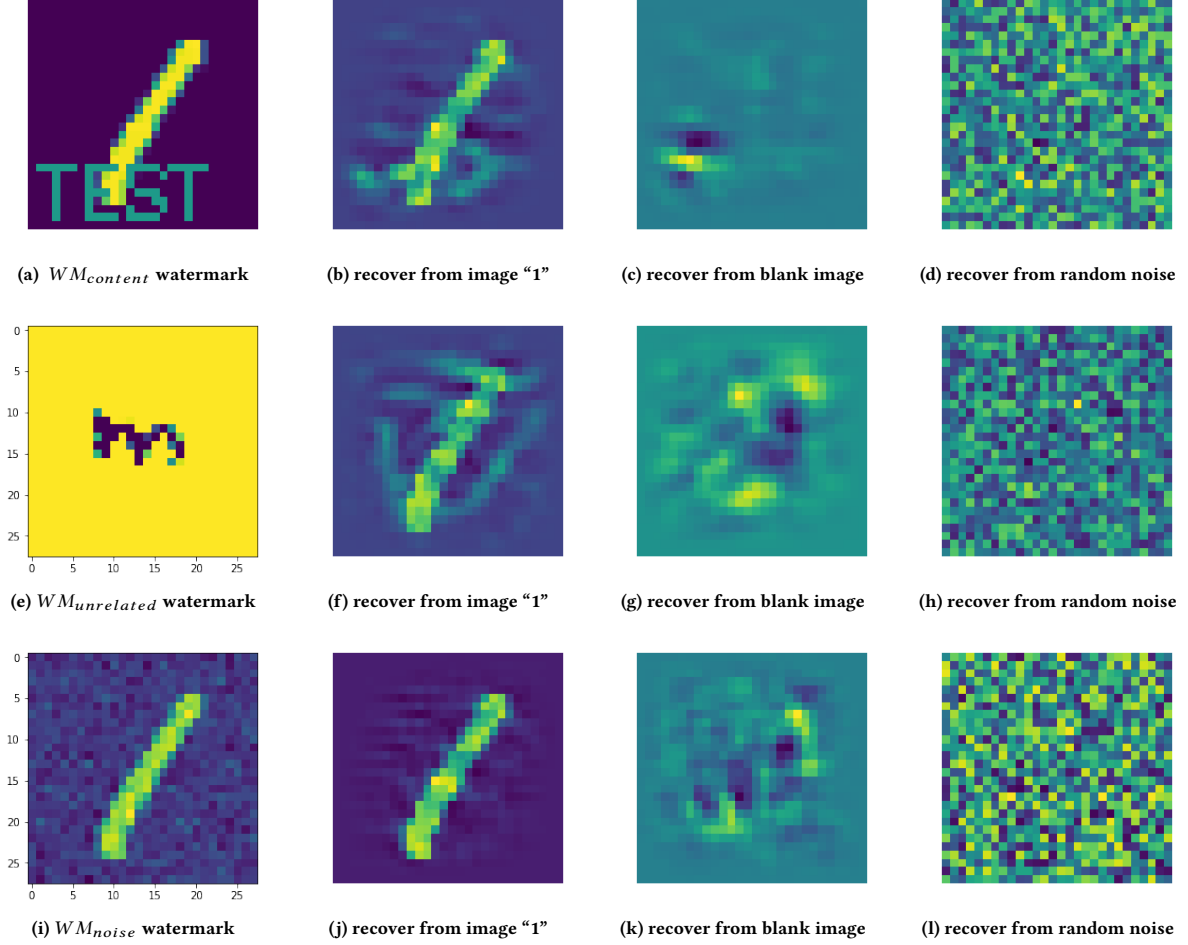 TEST
(a) WM_content watermark
(b) recover from image “1”
(c) recover from blank image
(d) recover from random noise
0
5
10
15
20
25
0 5 10 15 20 25
(e) WM_unrelated watermark
(f) recover from image “1”
(g) recover from blank image
(h) recover from random noise
0
5
10
15
20
25
0 5 10 15 20 25
(i) WM_noise watermark
(j) recover from image “1”
(k) recover from blank image
(l) recover from random noise